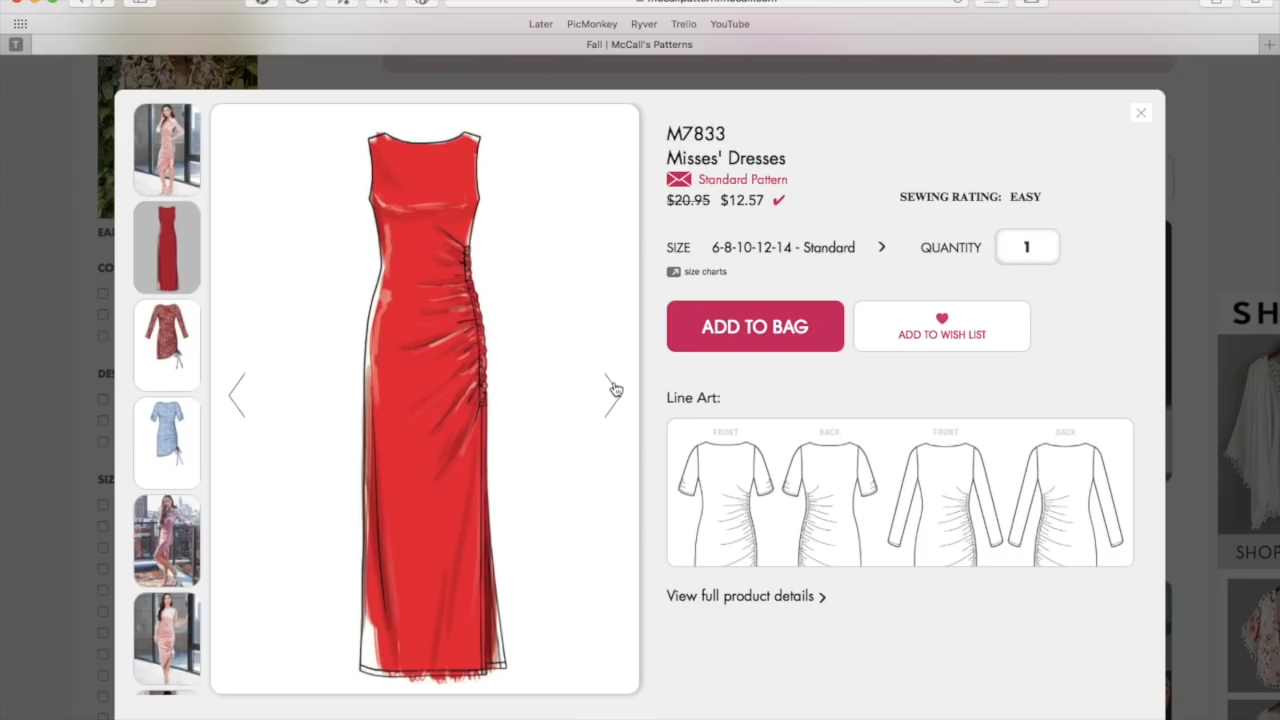 Later PicMonkey Ryver Trello YouTube
T
Fall | McCall's Patterns
M7833
Misses' Dresses
Standard Pattern
$20.95 $12.57
SEWING RATING: EASY
SIZE 6-8-10-12-14 - Standard
QUANTITY 1
size charts
ADD TO BAG
ADD TO WISH LIST
Line Art:
FRONT BACK FRONT BACK
View full product details
SH
SHOP